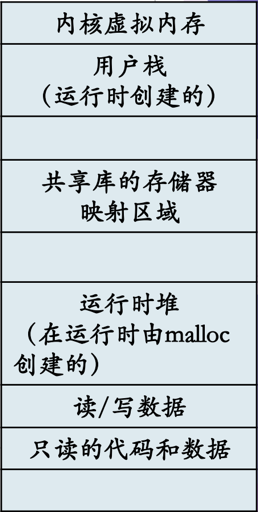 内核虚拟内存
用户栈
（运行时创建的）
共享库的存储器
映射区域
运行时堆
（在运行时由malloc
创建的）
读/写数据
只读的代码和数据